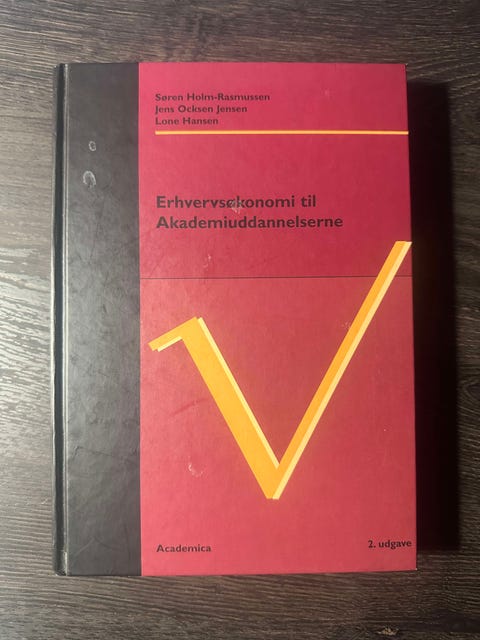 Søren Holm-Rasmussen
Jens Ocksen Jensen
Lone Hansen
Erhvervsøkonomi til
Akademiuddannelserne
Academica
2. udgave